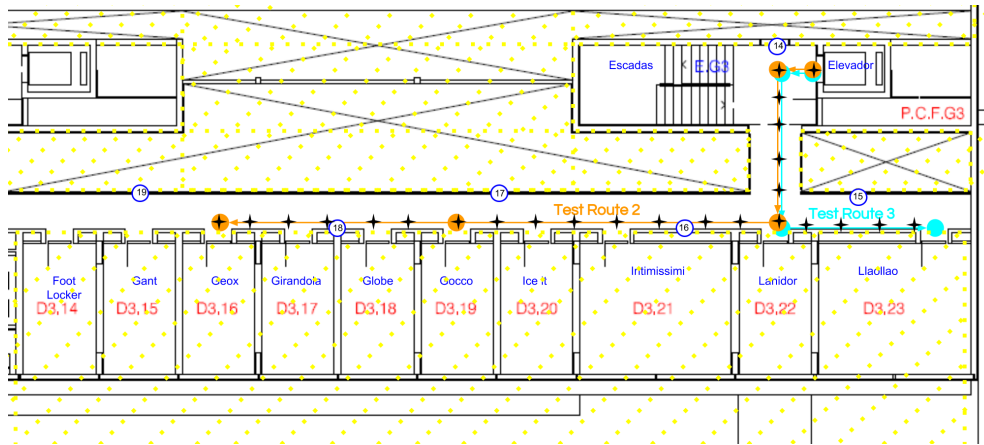 14
Escadas
E.G3
Elevador
P.C.F.G3
19
17
15
Test Route 2
Test Route 3
18
16
Foot
Locker
Gant
Geox
Girandola
Globe
Gocco
Ice It
Intimissimi
Lanidor
Llaollao
D3,14
D3,15
D3,16
D3,17
D3,18
D3,19
D3,20
D3,21
D3,22
D3,23